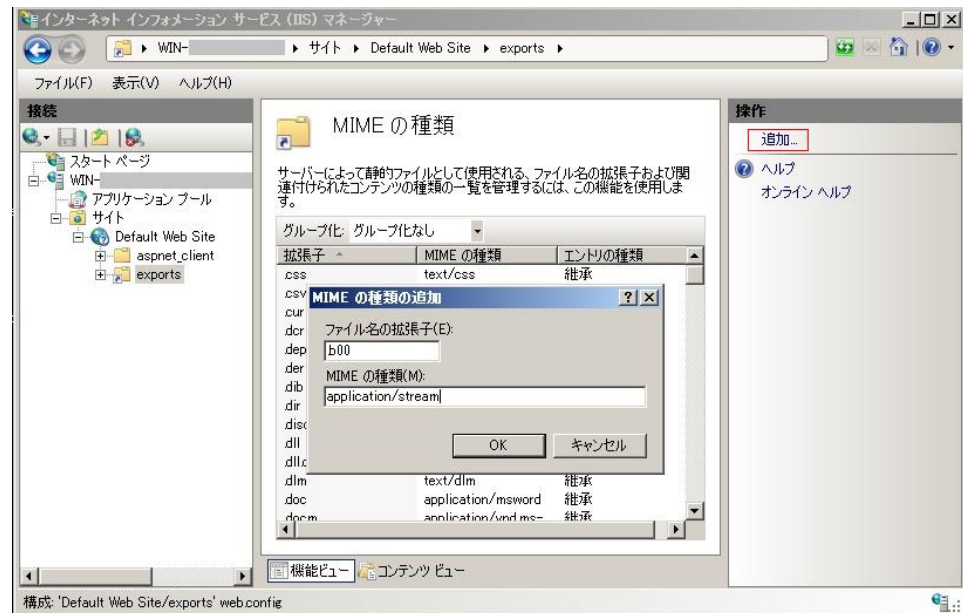 インターネット インフォメーション サービス (IIS) マネージャー
WIN- サイト Default Web Site exports
ファイル(F) 表示(V) ヘルプ(H)
接続
スタート ページ
WIN-
アプリケーション プール
サイト
Default Web Site
aspnet_client
exports
MIME の種類
サーバーによって静的ファイルとして使用される、ファイル名の拡張子および関
連付けられたコンテンツの種類の一覧を管理するには、この機能を使用しま
す。
グループ化: グループ化なし
拡張子 MIME の種類 エントリの種類
.css text/css 継承
.csv
.cur
.dcr
.dep
.der
.dib
.dir
.dll
.dlm text/dlm 継承
.doc application/msword 継承
.docm application/vnd.ms- 継承
MIME の種類の追加
ファイル名の拡張子(E):
b00
MIME の種類(M):
application/stream
OK キャンセル
機能ビュー コンテンツ ビュー
操作
追加...
ヘルプ
オンライン ヘルプ
構成: 'Default Web Site/exports' web.config